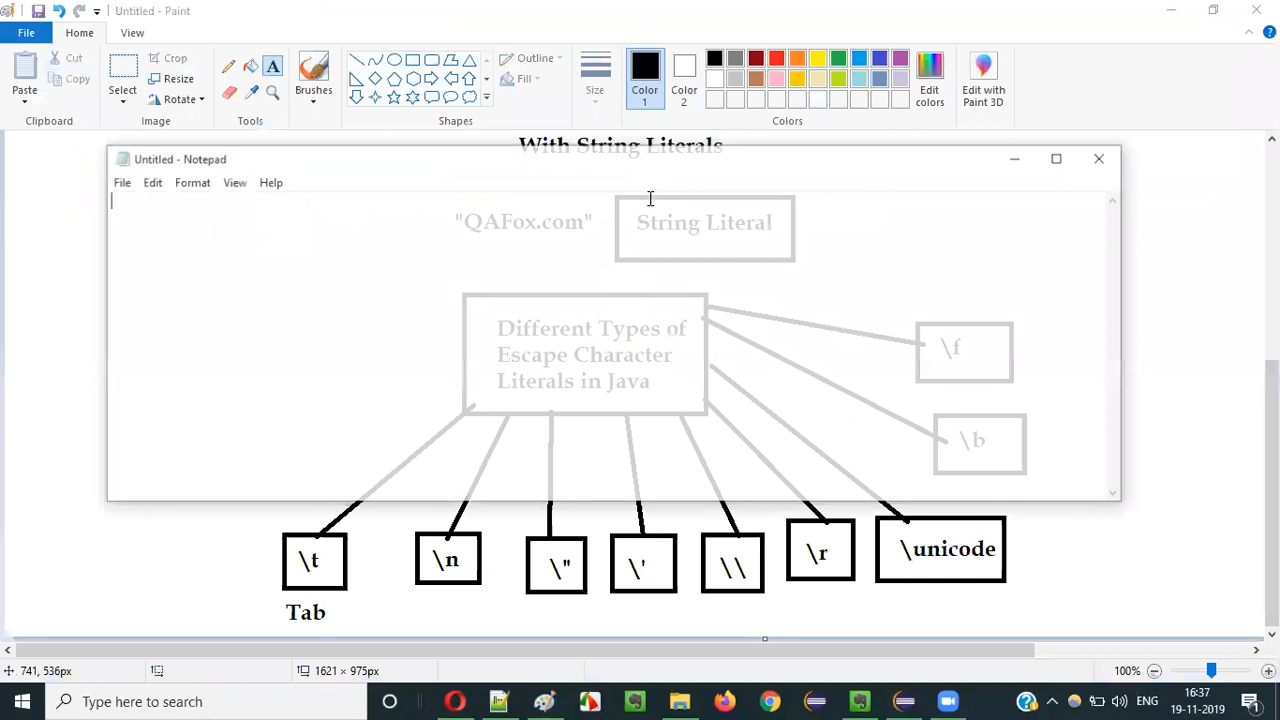 Untitled - Paint
File
Home
View
Paste
Cut
Copy
Clipboard
Select
Crop
Resize
Rotate
Image
A
Tools
Brushes
Shapes
Outline
Fill
Size
Color
1
Color
2
Edit
colors
Edit with
Paint 3D
Colors
With String Literals
Untitled - Notepad
File Edit Format View Help
"QAFox.com"
String Literal
Different Types of
Escape Character
Literals in Java
\f
\b
\t
\n
\"
\'
\\
\r
\unicode
Tab
741, 536px
1621 × 975px
100%
Type here to search
ENG
16:37
19-11-2019